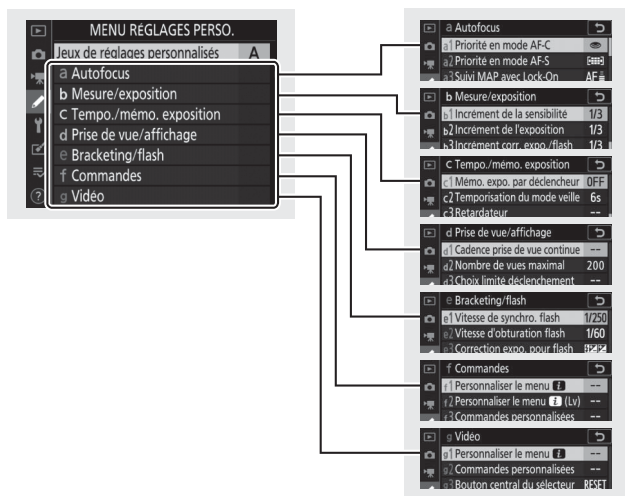 MENU RÉGLAGES PERSO.
Jeux de réglages personnalisés A
a Autofocus
b Mesure/exposition
c Tempo./mémo. exposition
d Prise de vue/affichage
e Bracketing/flash
f Commandes
g Vidéo
a Autofocus
a1 Priorité en mode AF-C
a2 Priorité en mode AF-S
a3 Suivi MAP avec Lock-On AF
b Mesure/exposition
b1 Incrément de la sensibilité 1/3
b2 Incrément de l'exposition 1/3
b3 Incrément corr. expo./flash 1/3
c Tempo./mémo. exposition
c1 Mémo. expo. par déclencheur OFF
c2 Temporisation du mode veille 6s
c3 Retardateur --
d Prise de vue/affichage
d1 Cadence prise de vue continue --
d2 Nombre de vues maximal 200
d3 Choix limité déclenchement --
e Bracketing/flash
e1 Vitesse de synchro. flash 1/250
e2 Vitesse d'obturation flash 1/60
e3 Correction expo. pour flash
f Commandes
f1 Personnaliser le menu i --
f2 Personnaliser le menu i (Lv) --
f3 Commandes personnalisées --
g Vidéo
g1 Personnaliser le menu i --
g2 Commandes personnalisées --
g3 Bouton central du sélecteur RESET